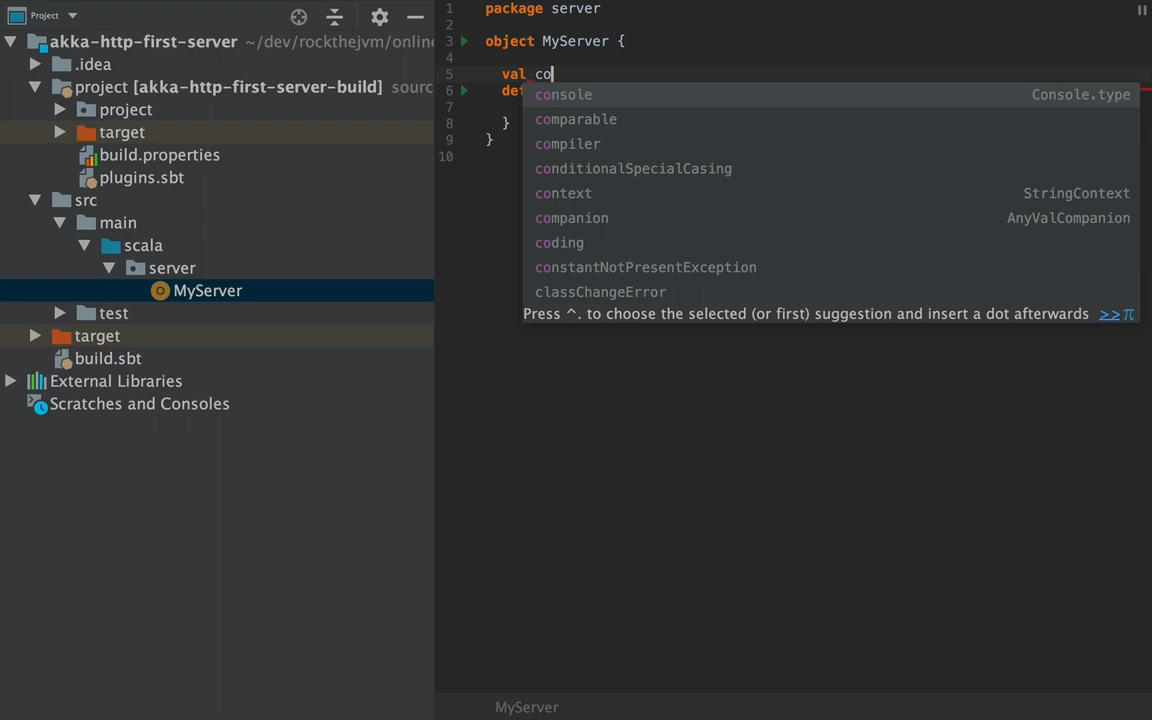 Project
akka-http-first-server ~/dev/rockthejvm/online
.idea
project [akka-http-first-server-build] sourc
project
target
build.properties
plugins.sbt
src
main
scala
server
MyServer
test
target
build.sbt
External Libraries
Scratches and Consoles
1 package server
2
3 object MyServer {
4
5 val co
6 def
7
8 }
9 }
10
console Console.type
comparable
compiler
conditionalSpecialCasing
context StringContext
companion AnyValCompanion
coding
constantNotPresentException
classChangeError
Press ^. to choose the selected (or first) suggestion and insert a dot afterwards >> π
MyServer